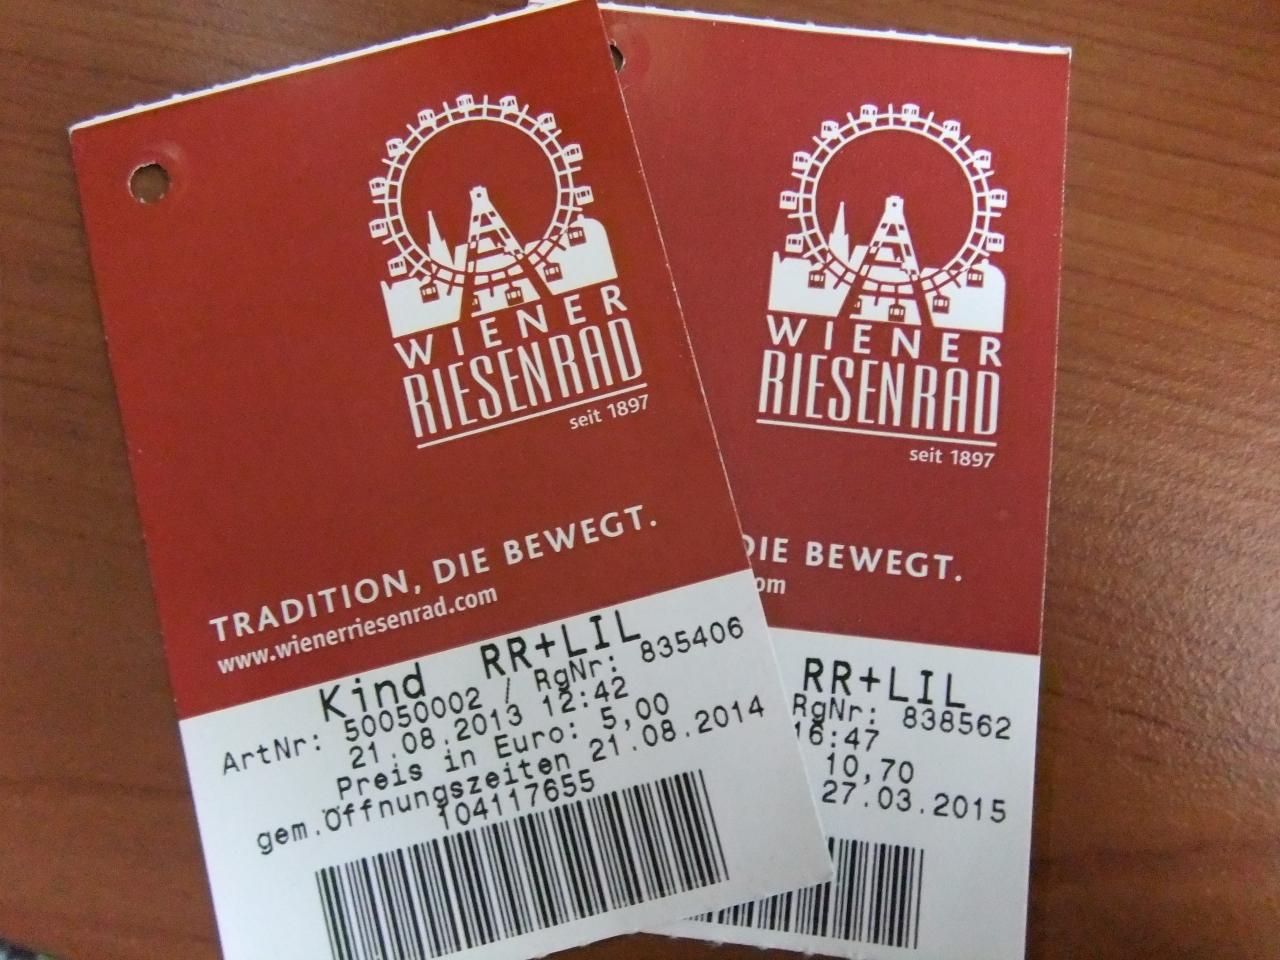 WIENER
RIESENRAD
seit 1897
TRADITION, DIE BEWEGT.
www.wienerriesenrad.com
Kind RR+LIL
ArtNr: 50050002 / RgNr: 835406
21.08.2013 12:42
Preis in Euro: 5,00
gem.Öffnungszeiten 21.08.2014
104117655
WIENER
RIESENRAD
seit 1897
DIE BEWEGT.
om
RR+LIL
RgNr: 838562
16:47
10,70
27.03.2015